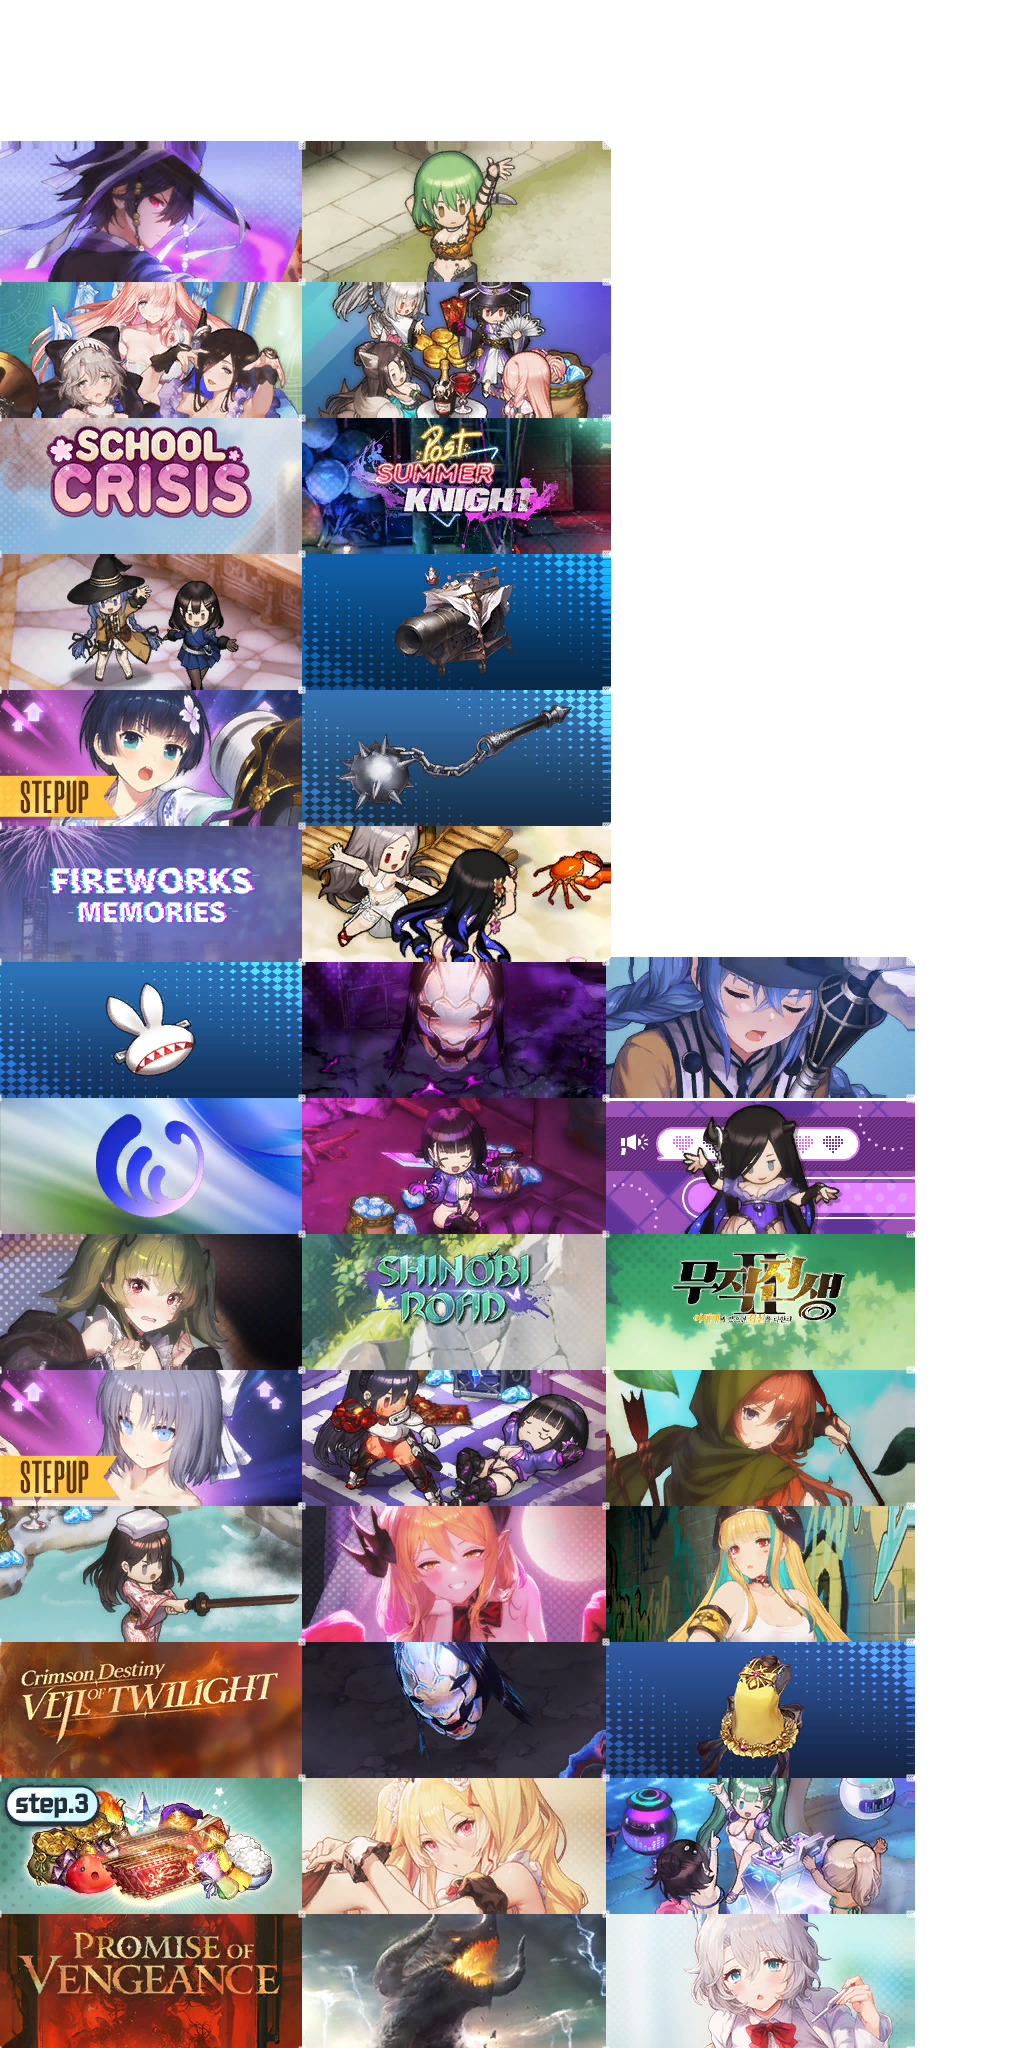 SCHOOL
CRISIS
Post
SUMMER
KNIGHT
STEPUP
FIREWORKS
MEMORIES
SHINOBI
ROAD
무직전생
II
STEPUP
Crimson Destiny
VEIL OF TWILIGHT
step.3
PROMISE OF
VENGEANCE